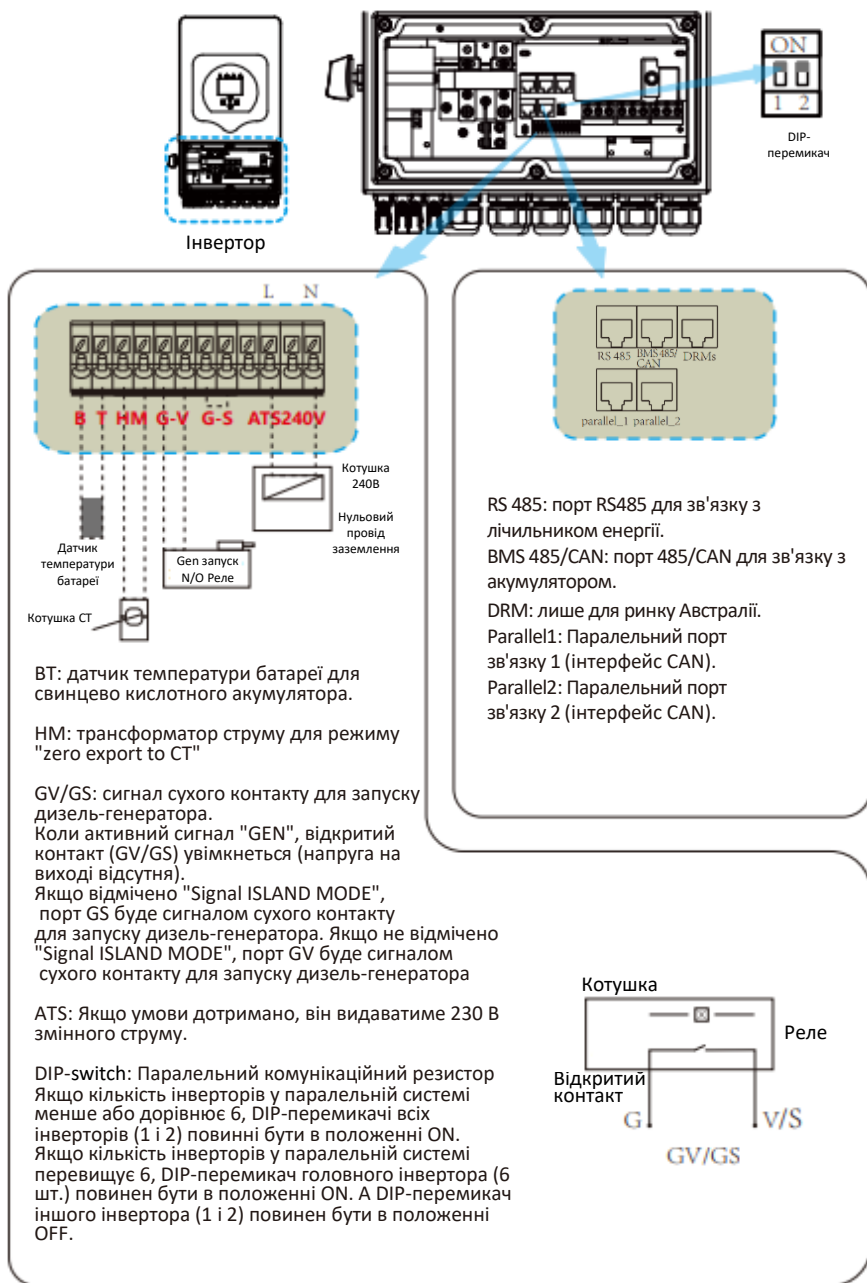 ON
1 2
DIP-
перемикач
Інвертор
L N
B T HM G-V G-S ATS240V
Котушка
240В
Нульовий
провід
заземлення
Датчик
температури
батареї
Gen запуск
N/O Реле
Котушка СТ
BT: датчик температури батареї для
свинцево кислотного акумулятора.
HM: трансформатор струму для режиму
"zero export to CT"
GV/GS: сигнал сухого контакту для запуску
дизель-генератора.
Коли активний сигнал "GEN", відкритий
контакт (GV/GS) увімкнеться (напруга на
виході відсутня).
Якщо відмічено "Signal ISLAND MODE",
порт GS буде сигналом сухого контакту
для запуску дизель-генератора. Якщо не відмічено
"Signal ISLAND MODE", порт GV буде сигналом
сухого контакту для запуску дизель-генератора
ATS: Якщо умови дотримано, він видаватиме 230 В
змінного струму.
DIP-switch: Паралельний комунікаційний резистор
Якщо кількість інверторів у паралельній системі
менше або дорівнює 6, DIP-перемикачі всіх
інверторів (1 і 2) повинні бути в положенні ON.
Якщо кількість інверторів у паралельній системі
перевищує 6, DIP-перемикач головного інвертора (6
шт.) повинен бути в положенні ON. А DIP-перемикач
іншого інвертора (1 і 2) повинен бути в положенні
OFF.
RS 485 BMS 485/ DRMs
CAN
parallel_1 parallel_2
RS 485: порт RS485 для зв'язку з
лічильником енергії.
BMS 485/CAN: порт 485/CAN для зв'язку з
акумулятором.
DRM: лише для ринку Австралії.
Parallel1: Паралельний порт
зв'язку 1 (інтерфейс CAN).
Parallel2: Паралельний порт
зв'язку 2 (інтерфейс CAN).
Котушка
Реле
Відкритий
контакт
G V/S
GV/GS